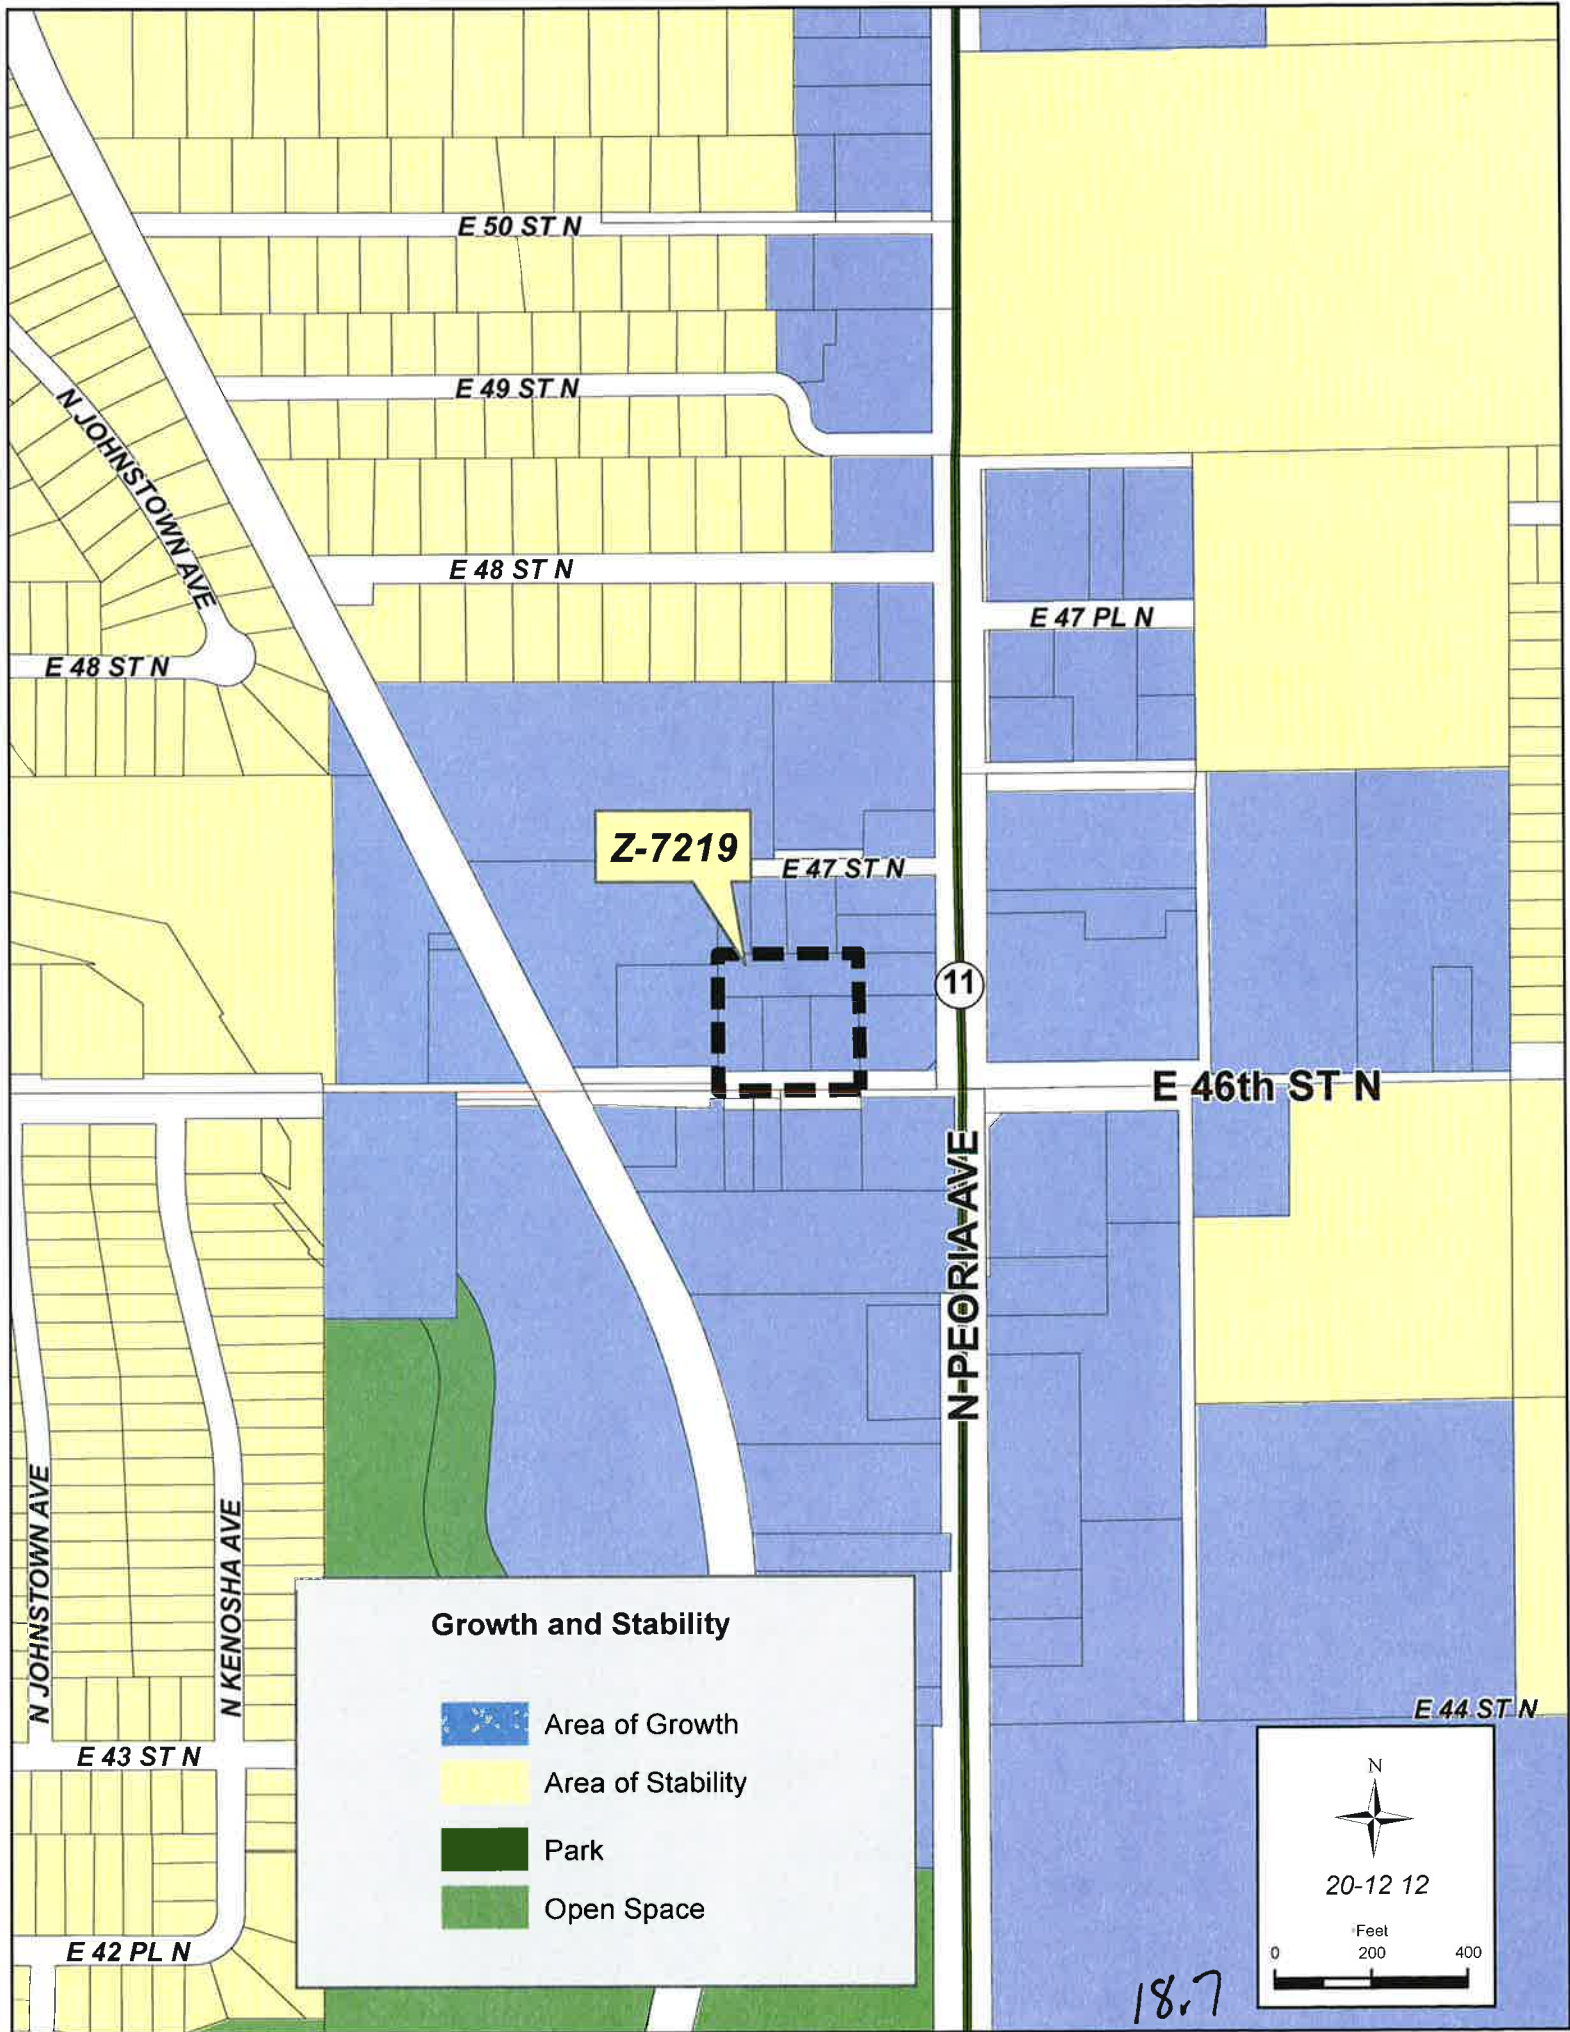 E 50 ST N
E 49 ST N
N JOHNSTOWN AVE
E 48 ST N
E 47 PL N
E 48 ST N
Z-7219
E 47 ST N
11
E 46th ST N
N PEORIA AVE
N JOHNSTOWN AVE
N KENOSHA AVE
Growth and Stability
Area of Growth
Area of Stability
Park
Open Space
E 44 ST N
E 43 ST N
E 42 PL N
N
20-12 12
Feet
0 200 400
18.7